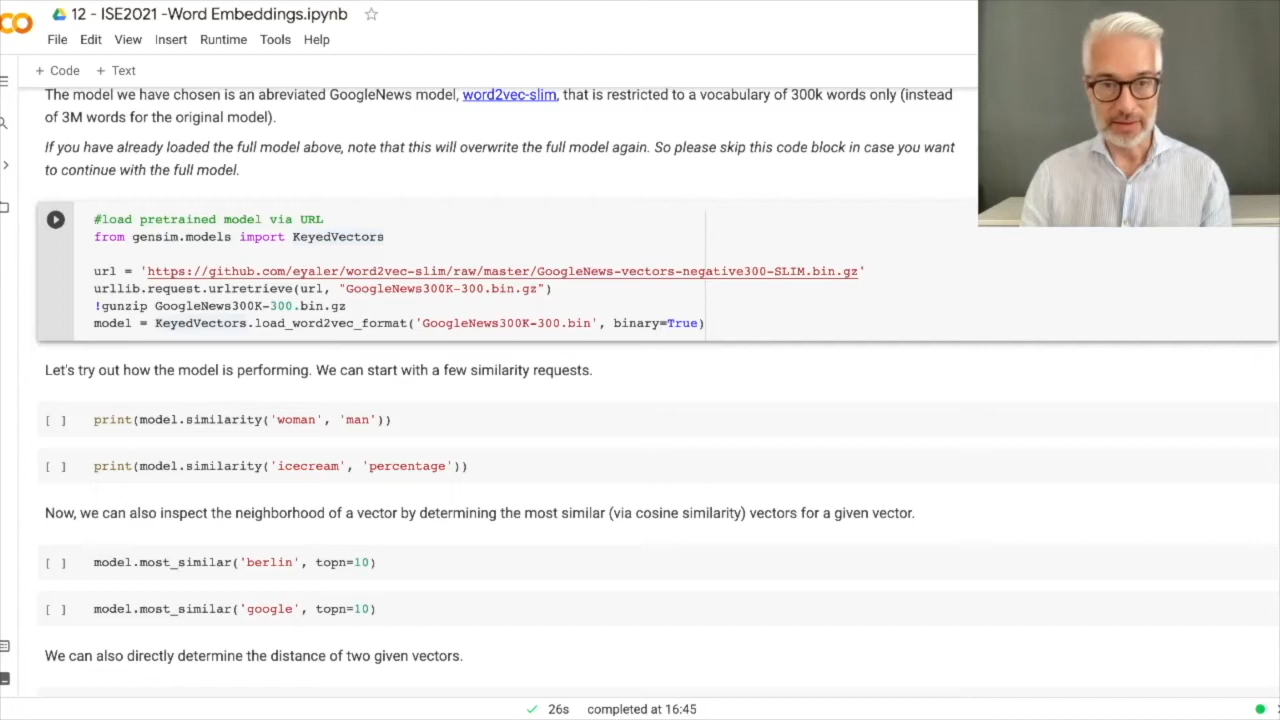 12 - ISE2021 -Word Embeddings.ipynb
File Edit View Insert Runtime Tools Help
+ Code + Text
The model we have chosen is an abreviated GoogleNews model, word2vec-slim, that is restricted to a vocabulary of 300k words only (instead
of 3M words for the original model).
If you have already loaded the full model above, note that this will overwrite the full model again. So please skip this code block in case you want
to continue with the full model.
#load pretrained model via URL
from gensim.models import KeyedVectors
url = 'https://github.com/eyaler/word2vec-slim/raw/master/GoogleNews-vectors-negative300-SLIM.bin.gz'
urllib.request.urlretrieve(url, "GoogleNews300K-300.bin.gz")
!gunzip GoogleNews300K-300.bin.gz
model = KeyedVectors.load_word2vec_format('GoogleNews300K-300.bin', binary=True)
Let's try out how the model is performing. We can start with a few similarity requests.
[ ] print(model.similarity('woman', 'man'))
[ ] print(model.similarity('icecream', 'percentage'))
Now, we can also inspect the neighborhood of a vector by determining the most similar (via cosine similarity) vectors for a given vector.
[ ] model.most_similar('berlin', topn=10)
[ ] model.most_similar('google', topn=10)
We can also directly determine the distance of two given vectors.
26s completed at 16:45